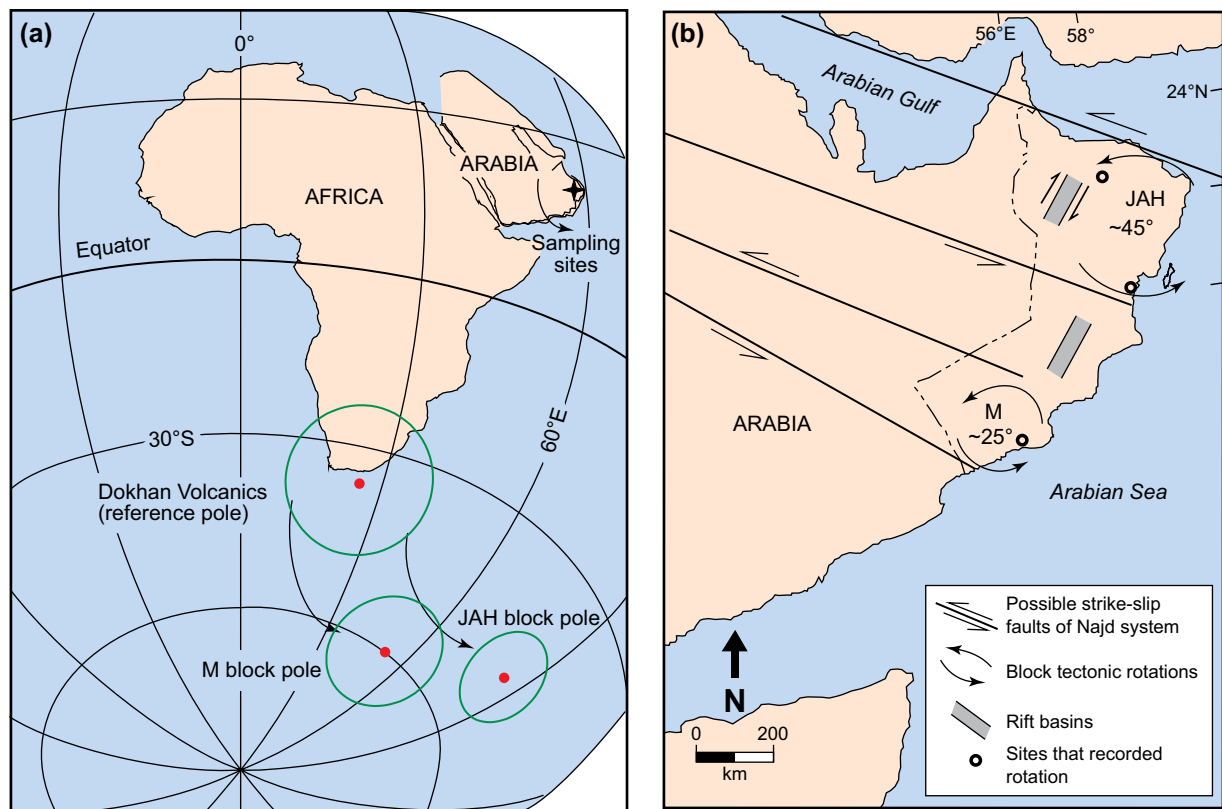 (a)
0°
AFRICA
ARABIA
Sampling
sites
Equator
30°S
60°E
Dokhan Volcanics
(reference pole)
JAH block pole
M block pole
(b)
56°E
58°
24°N
Arabian Gulf
JAH
~45°
M
~25°
ARABIA
Arabian Sea
N
0
200
km
Possible strike-slip
faults of Najd system
Block tectonic rotations
Rift basins
Sites that recorded
rotation